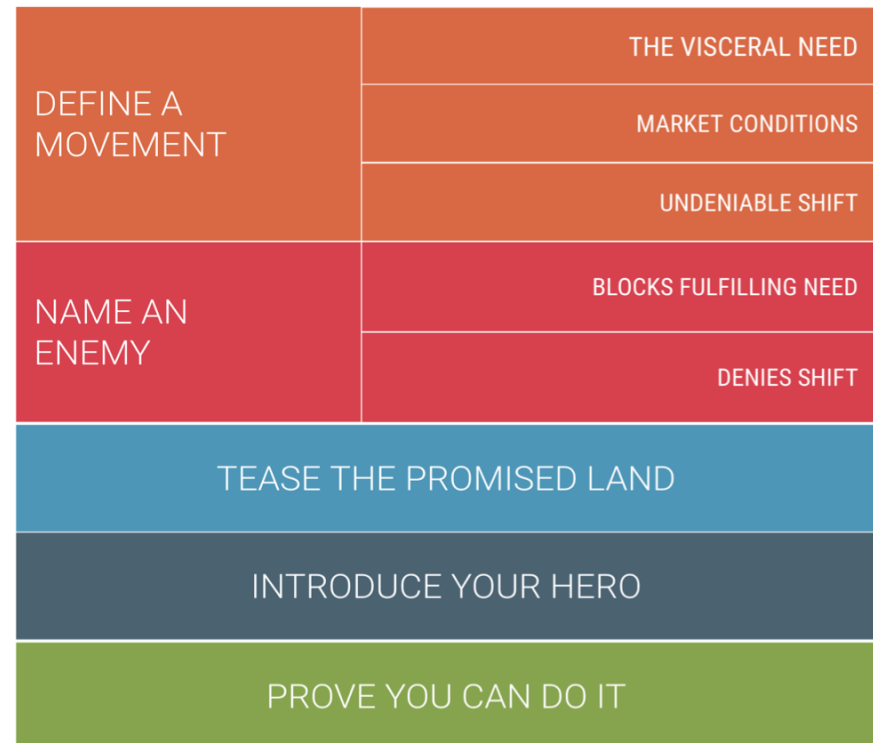 DEFINE A
MOVEMENT
THE VISCERAL NEED
MARKET CONDITIONS
UNDENIABLE SHIFT
NAME AN
ENEMY
BLOCKS FULFILLING NEED
DENIES SHIFT
TEASE THE PROMISED LAND
INTRODUCE YOUR HERO
PROVE YOU CAN DO IT